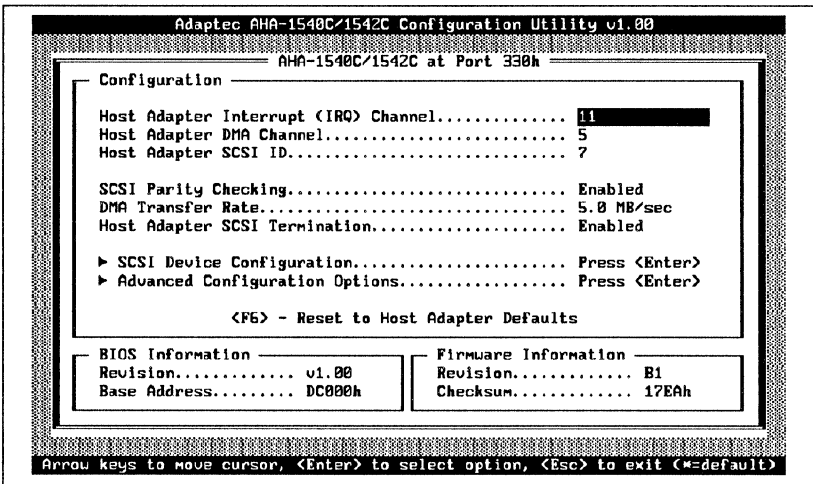 Adaptec AHA-1540C/1542C Configuration Utility v1.00
AHA-1540C/1542C at Port 330h
Configuration
Host Adapter Interrupt (IRQ) Channel............... 11
Host Adapter DMA Channel........................... 5
Host Adapter SCSI ID............................... 7
SCSI Parity Checking............................... Enabled
DMA Transfer Rate.................................. 5.0 MB/sec
Host Adapter SCSI Termination...................... Enabled
► SCSI Device Configuration........................ Press <Enter>
► Advanced Configuration Options................... Press <Enter>
<F6> - Reset to Host Adapter Defaults
BIOS Information
Revision............. v1.00
Base Address......... DC000h
Firmware Information
Revision............. B1
Checksum............. 17EAh
Arrow keys to move cursor, <Enter> to select option, <Esc> to exit (*=default)